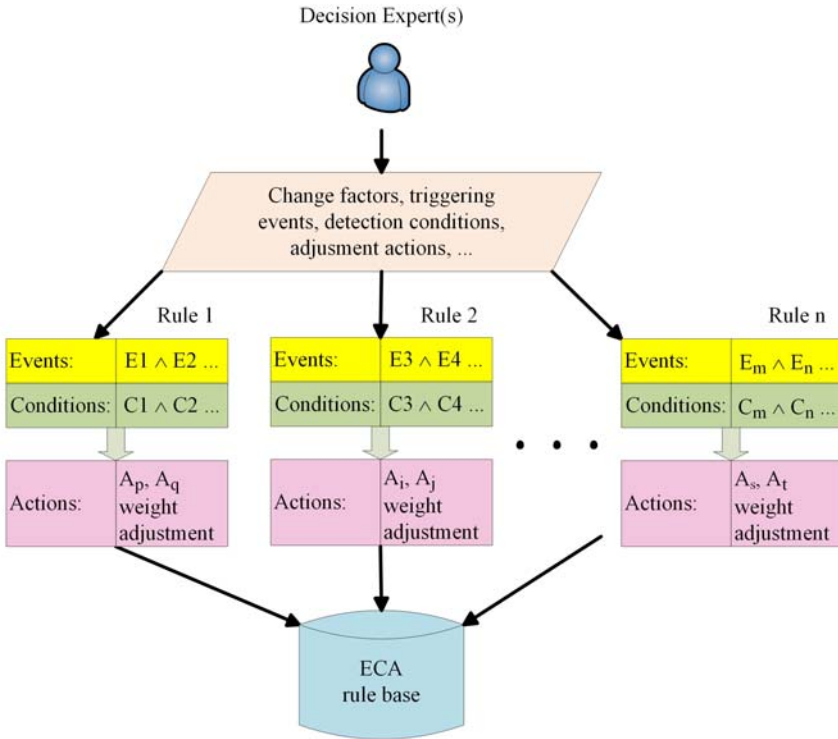 Decision Expert(s)
Change factors, triggering
events, detection conditions,
adjusment actions, ...
Rule 1
Events: E1 ∧ E2 ...
Conditions: C1 ∧ C2 ...
Actions: Ap, Aq
weight
adjustment
Rule 2
Events: E3 ∧ E4 ...
Conditions: C3 ∧ C4 ...
Actions: Ai, Aj
weight
adjustment
. . .
Rule n
Events: Em ∧ En ...
Conditions: Cm ∧ Cn ...
Actions: As, At
weight
adjustment
ECA
rule base